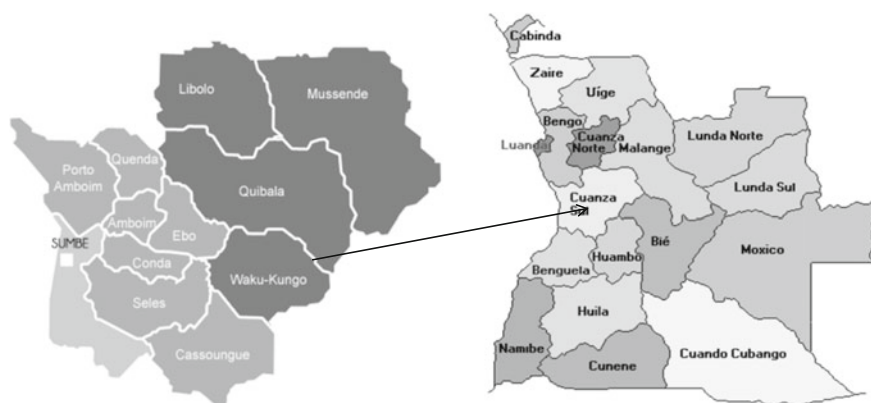 Libolo
Mussende
Porto
Amboim
Quenda
Quibala
Amboim
Ebo
SUMBE
Conda
Waku-Kungo
Seles
Cassoungue
Cabinda
Zaire
Uíge
Bengo
Luanda
Cuanza
Norte
Malange
Lunda Norte
Lunda Sul
Cuanza
Sul
Bié
Moxico
Huambo
Benguela
Huila
Namibe
Cunene
Cuando Cubango